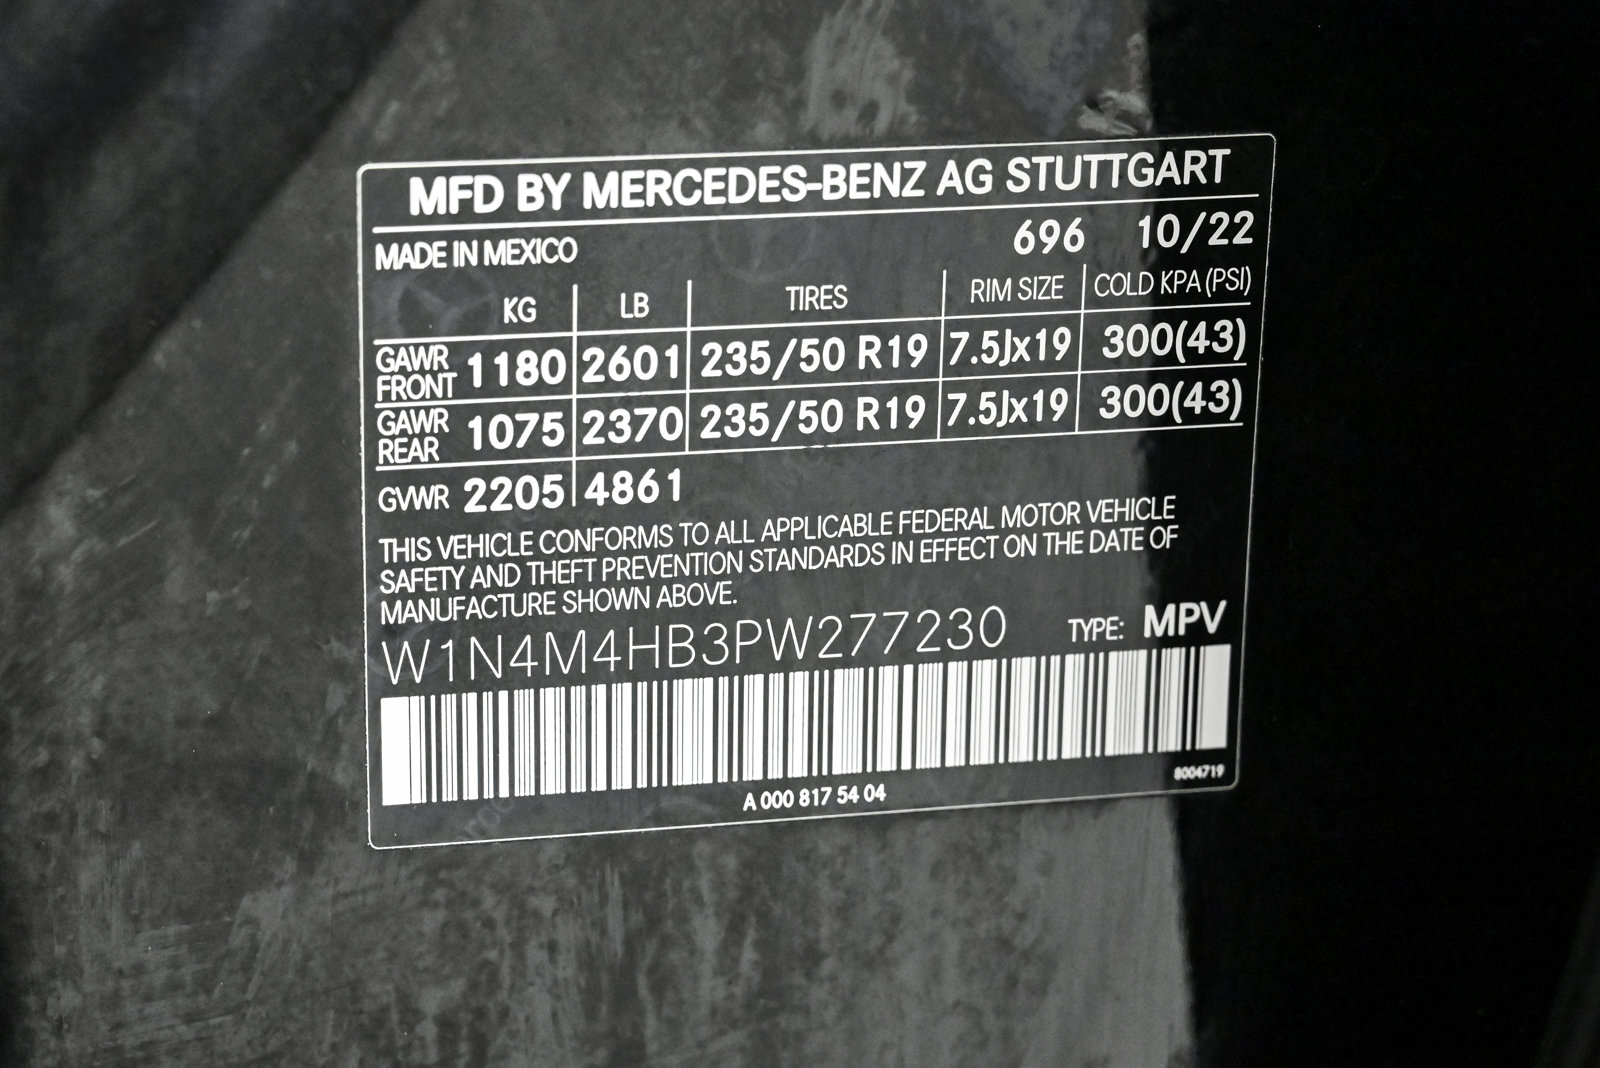 MFD BY MERCEDES-BENZ AG STUTTGART
MADE IN MEXICO 696 10/22
KG LB TIRES RIM SIZE COLD KPA (PSI)
GAWR FRONT 1180 2601 235/50 R19 7.5Jx19 300(43)
GAWR REAR 1075 2370 235/50 R19 7.5Jx19 300(43)
GVWR 2205 4861
THIS VEHICLE CONFORMS TO ALL APPLICABLE FEDERAL MOTOR VEHICLE
SAFETY AND THEFT PREVENTION STANDARDS IN EFFECT ON THE DATE OF
MANUFACTURE SHOWN ABOVE.
W1N4M4HB3PW277230 TYPE: MPV
8004719
A 000 817 54 04